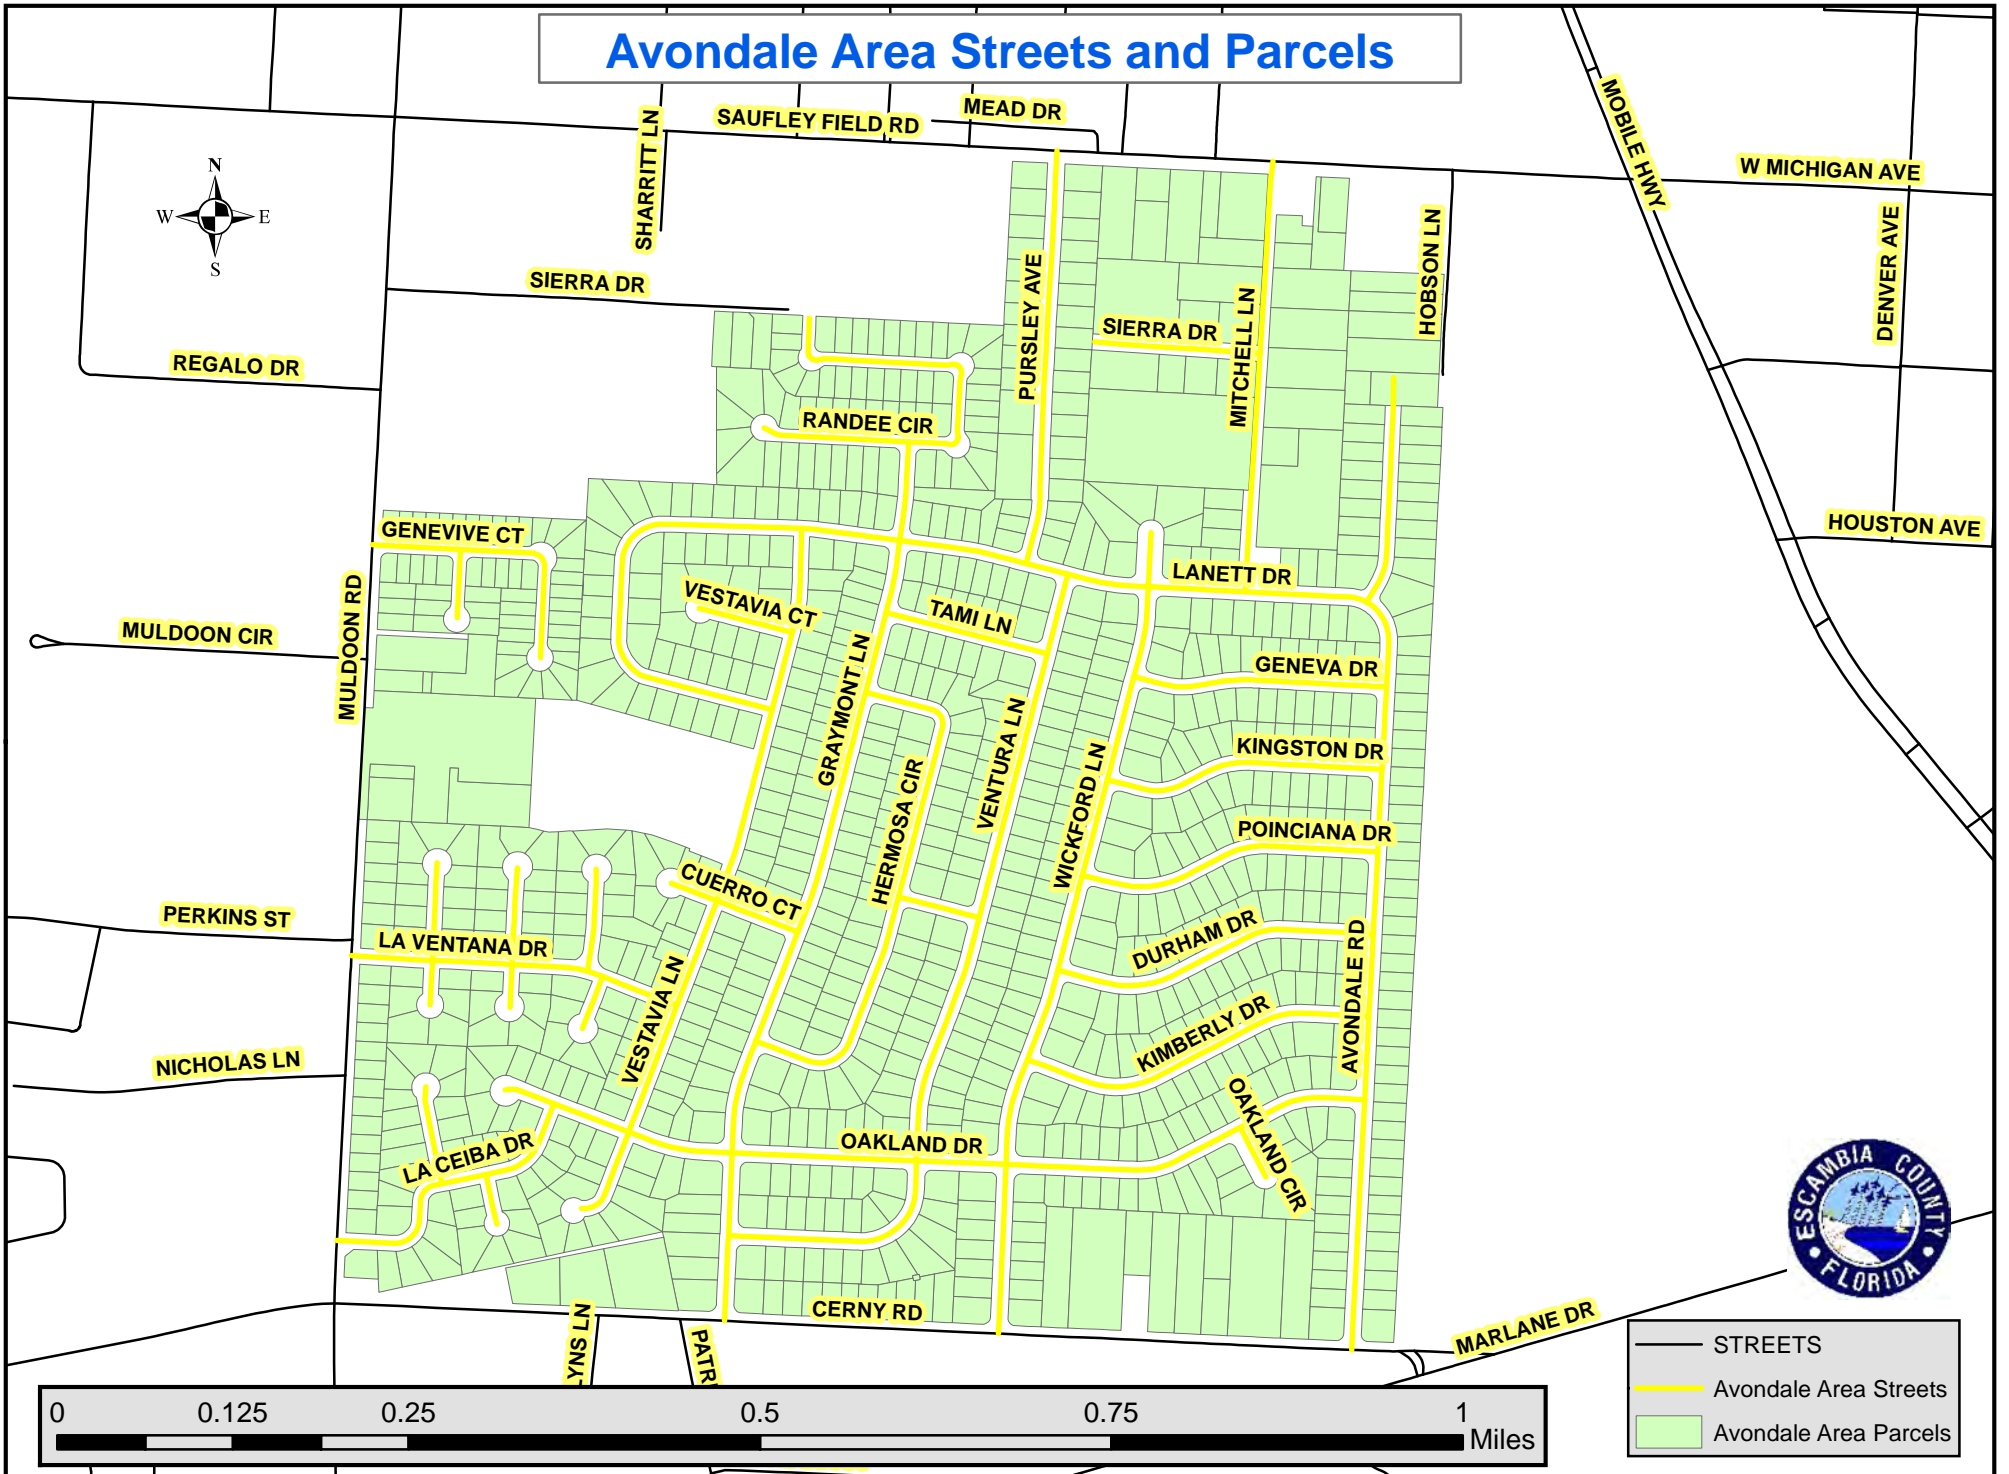 Avondale Area Streets and Parcels
MEAD DR
SAUFLEY FIELD RD
SHARRITT LN
MOBILE HWY
W MICHIGAN AVE
N
W E
S
DENVER AVE
HOBSON LN
SIERRA DR
PURSLEY AVE
SIERRA DR
MITCHELL LN
REGALO DR
RANDEE CIR
GENEVIVE CT
HOUSTON AVE
LANETT DR
VESTAVIA CT
TAMI LN
MULDOON CIR
MULDOON RD
GRAYMONT LN
GENEVA DR
VENTURA LN
KINGSTON DR
HERMOSA CIR
WICKFORD LN
POINCIANA DR
CUERRO CT
PERKINS ST
LA VENTANA DR
DURHAM DR
AVONDALE RD
VESTAVIA LN
KIMBERLY DR
NICHOLAS LN
OAKLAND CIR
LA CEIBA DR
OAKLAND DR
ESCAMBIA COUNTY
FLORIDA
CERNY RD
LYNS LN
PATRI
MARLANE DR
STREETS
Avondale Area Streets
Avondale Area Parcels
0 0.125 0.25 0.5 0.75 1
Miles